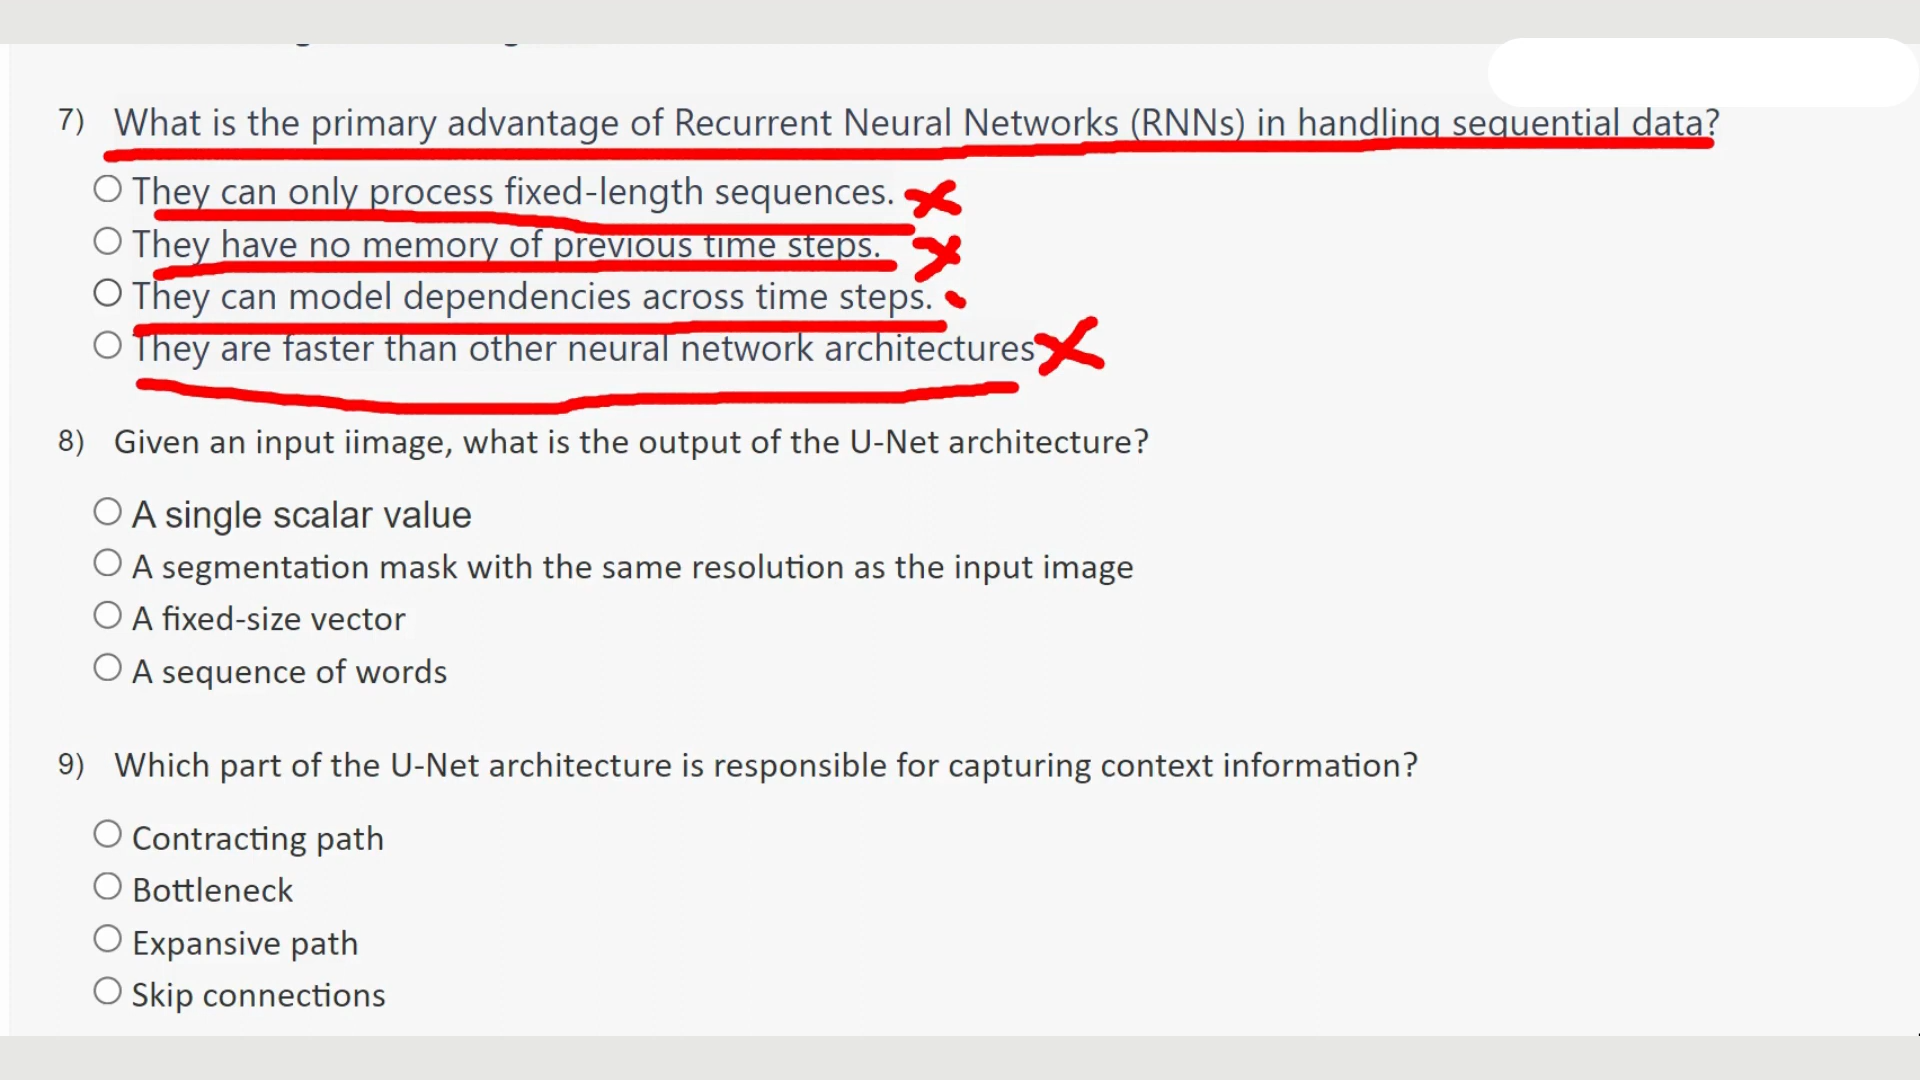 7) What is the primary advantage of Recurrent Neural Networks (RNNs) in handling sequential data?
They can only process fixed-length sequences.
They have no memory of previous time steps.
They can model dependencies across time steps.
They are faster than other neural network architectures
8) Given an input iimage, what is the output of the U-Net architecture?
A single scalar value
A segmentation mask with the same resolution as the input image
A fixed-size vector
A sequence of words
9) Which part of the U-Net architecture is responsible for capturing context information?
Contracting path
Bottleneck
Expansive path
Skip connections